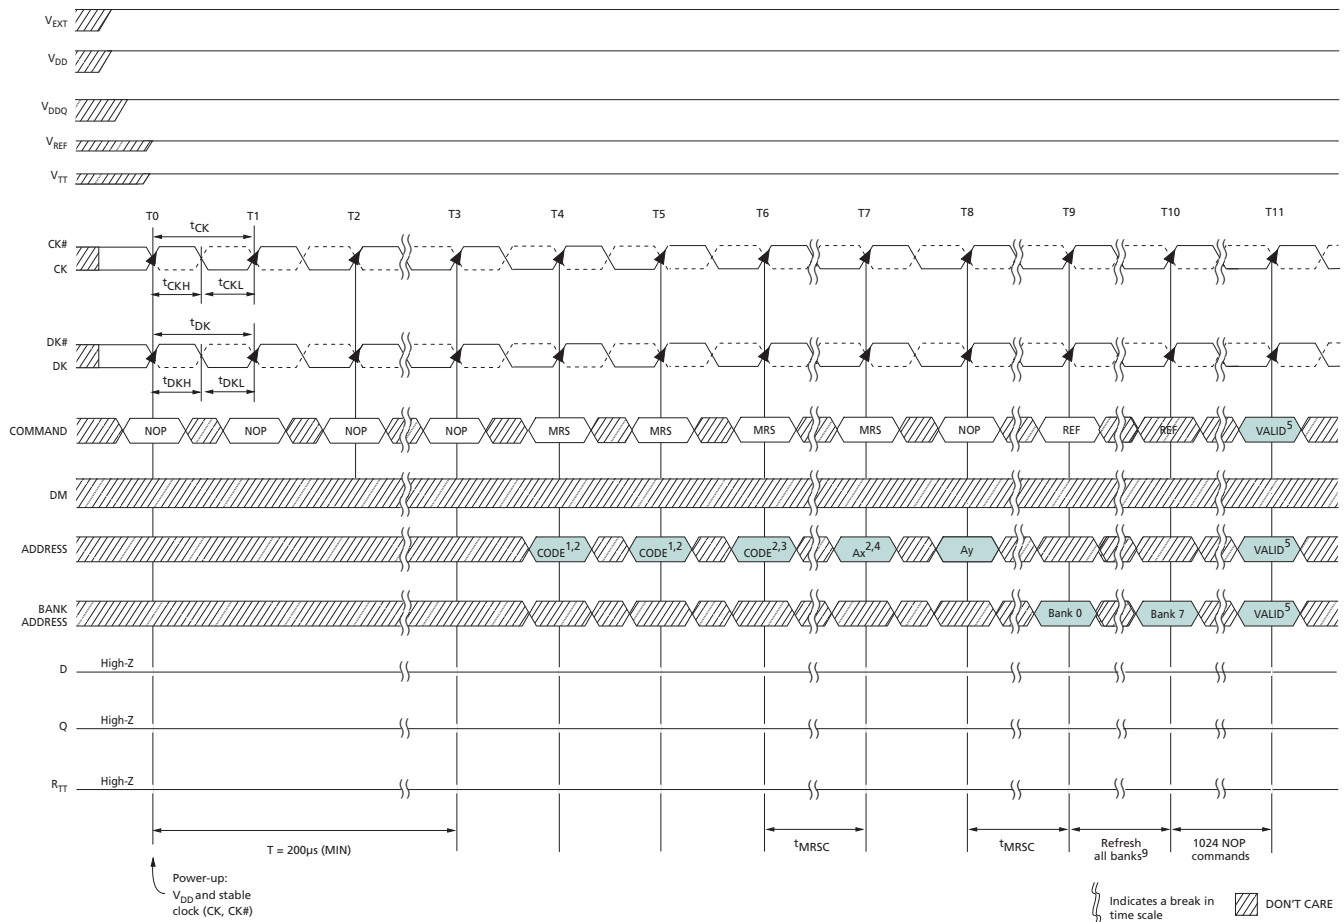 VEXT
VDD
VDDQ
VREF
VTT
T0 T1 T2 T3 T4 T5 T6 T7 T8 T9 T10 T11
tCK
CK#
CK
tCKH tCKL
tDK
DK#
DK
tDKH tDKL
COMMAND NOP NOP NOP NOP MRS MRS MRS MRS NOP REF REF VALID5
DM
ADDRESS CODE1,2 CODE1,2 CODE2,3 Ax2,4 Ay VALID5
BANK
ADDRESS Bank 0 Bank 7 VALID5
D High-Z
Q High-Z
RTT High-Z
T = 200µs (MIN)
tMRSC
tMRSC
Refresh
all banks9
1024 NOP
commands
Power-up:
VDD and stable
clock (CK, CK#)
Indicates a break in
time scale
DON'T CARE